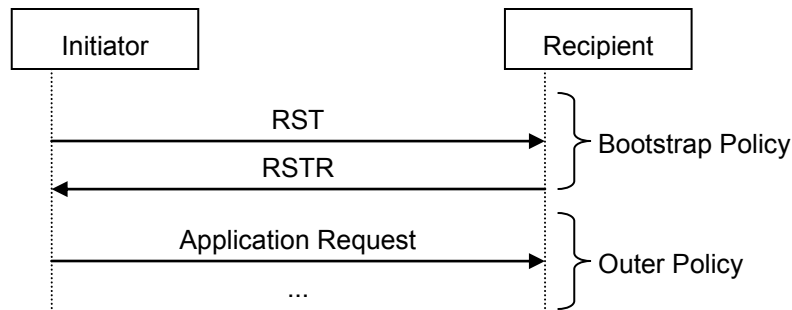 Initiator
Recipient
RST
Bootstrap Policy
RSTR
Application Request
Outer Policy
...